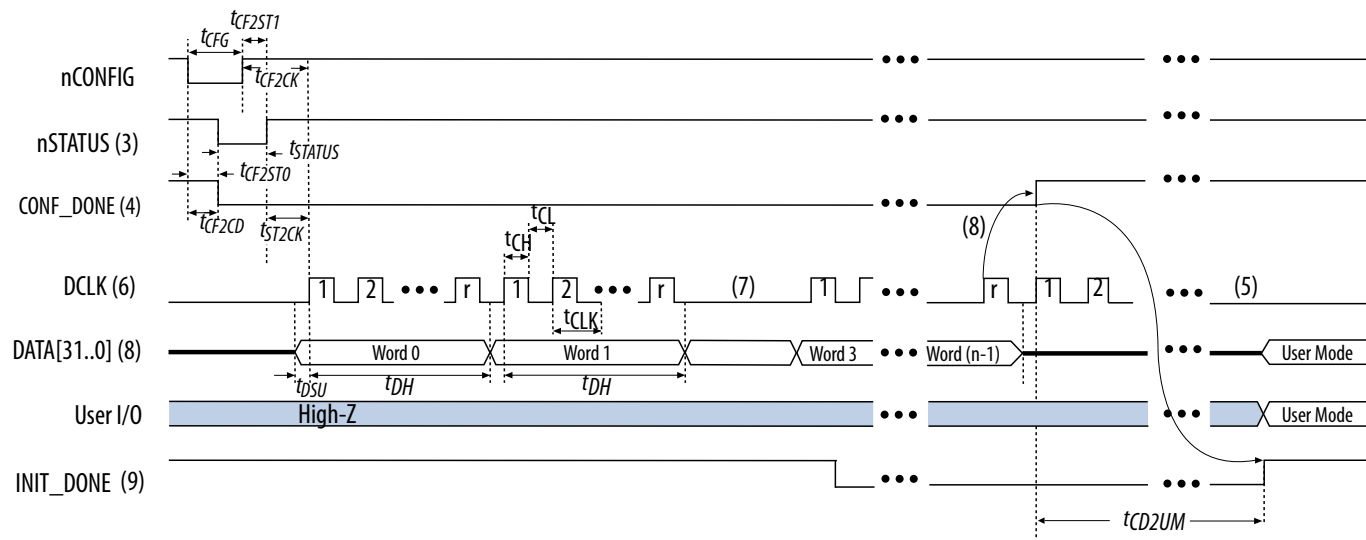 tCF2ST1
tCFG
nCONFIG
tCF2CK
nSTATUS (3)
tSTATUS
tCF2ST0
CONF_DONE (4)
tCF2CD
tST2CK
tCL
tCH
(8)
DCLK (6)
1 2 r 1 2 r (7) 1 r 1 2 (5)
tCLK
DATA[31..0] (8)
Word 0 Word 1 Word 3 Word (n-1) User Mode
tDSU tDH tDH
User I/O High-Z User Mode
INIT_DONE (9)
tCD2UM